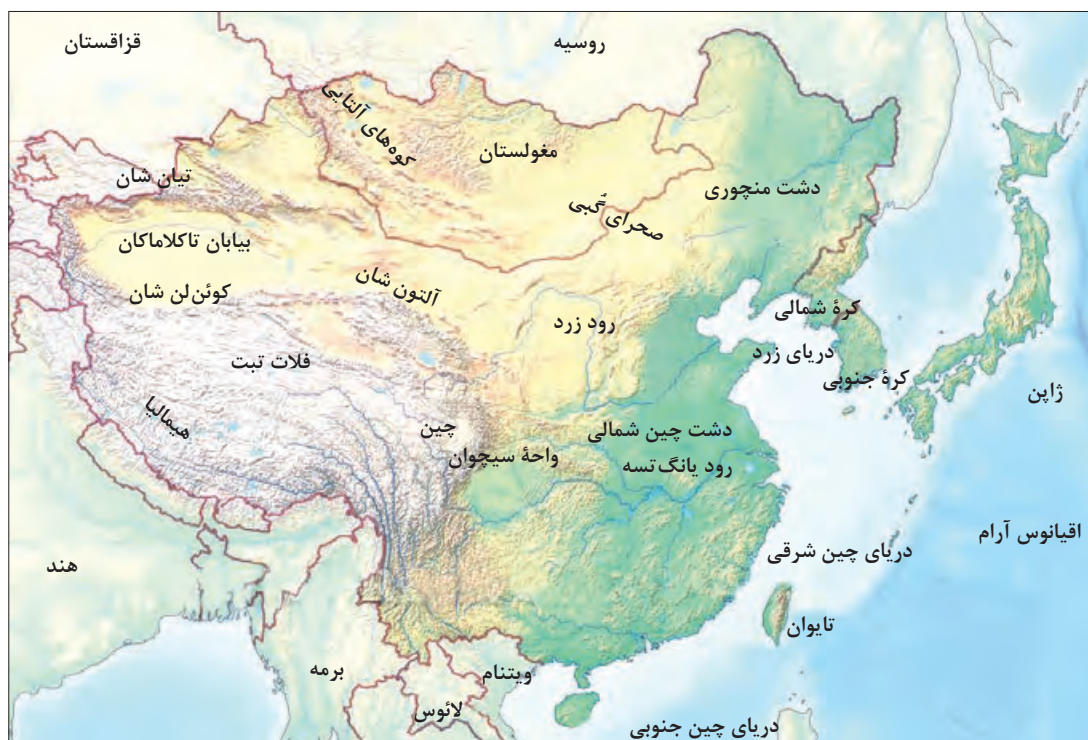 روسیه
قزاقستان
کوه‌های آلتایی
مغولستان
تیان شان
دشت منچوری
صحرای گُبی
بیابان تاکلاماکان
آلتون شان
کوئن‌لن شان
کرهٔ شمالی
رود زرد
دریای زرد
فلات تبت
کرهٔ جنوبی
ژاپن
هیمالیا
چین
دشت چین شمالی
واحهٔ سیچوان
رود یانگ‌تسه
اقیانوس آرام
دریای چین شرقی
هند
تایوان
برمه
ویتنام
لائوس
دریای چین جنوبی